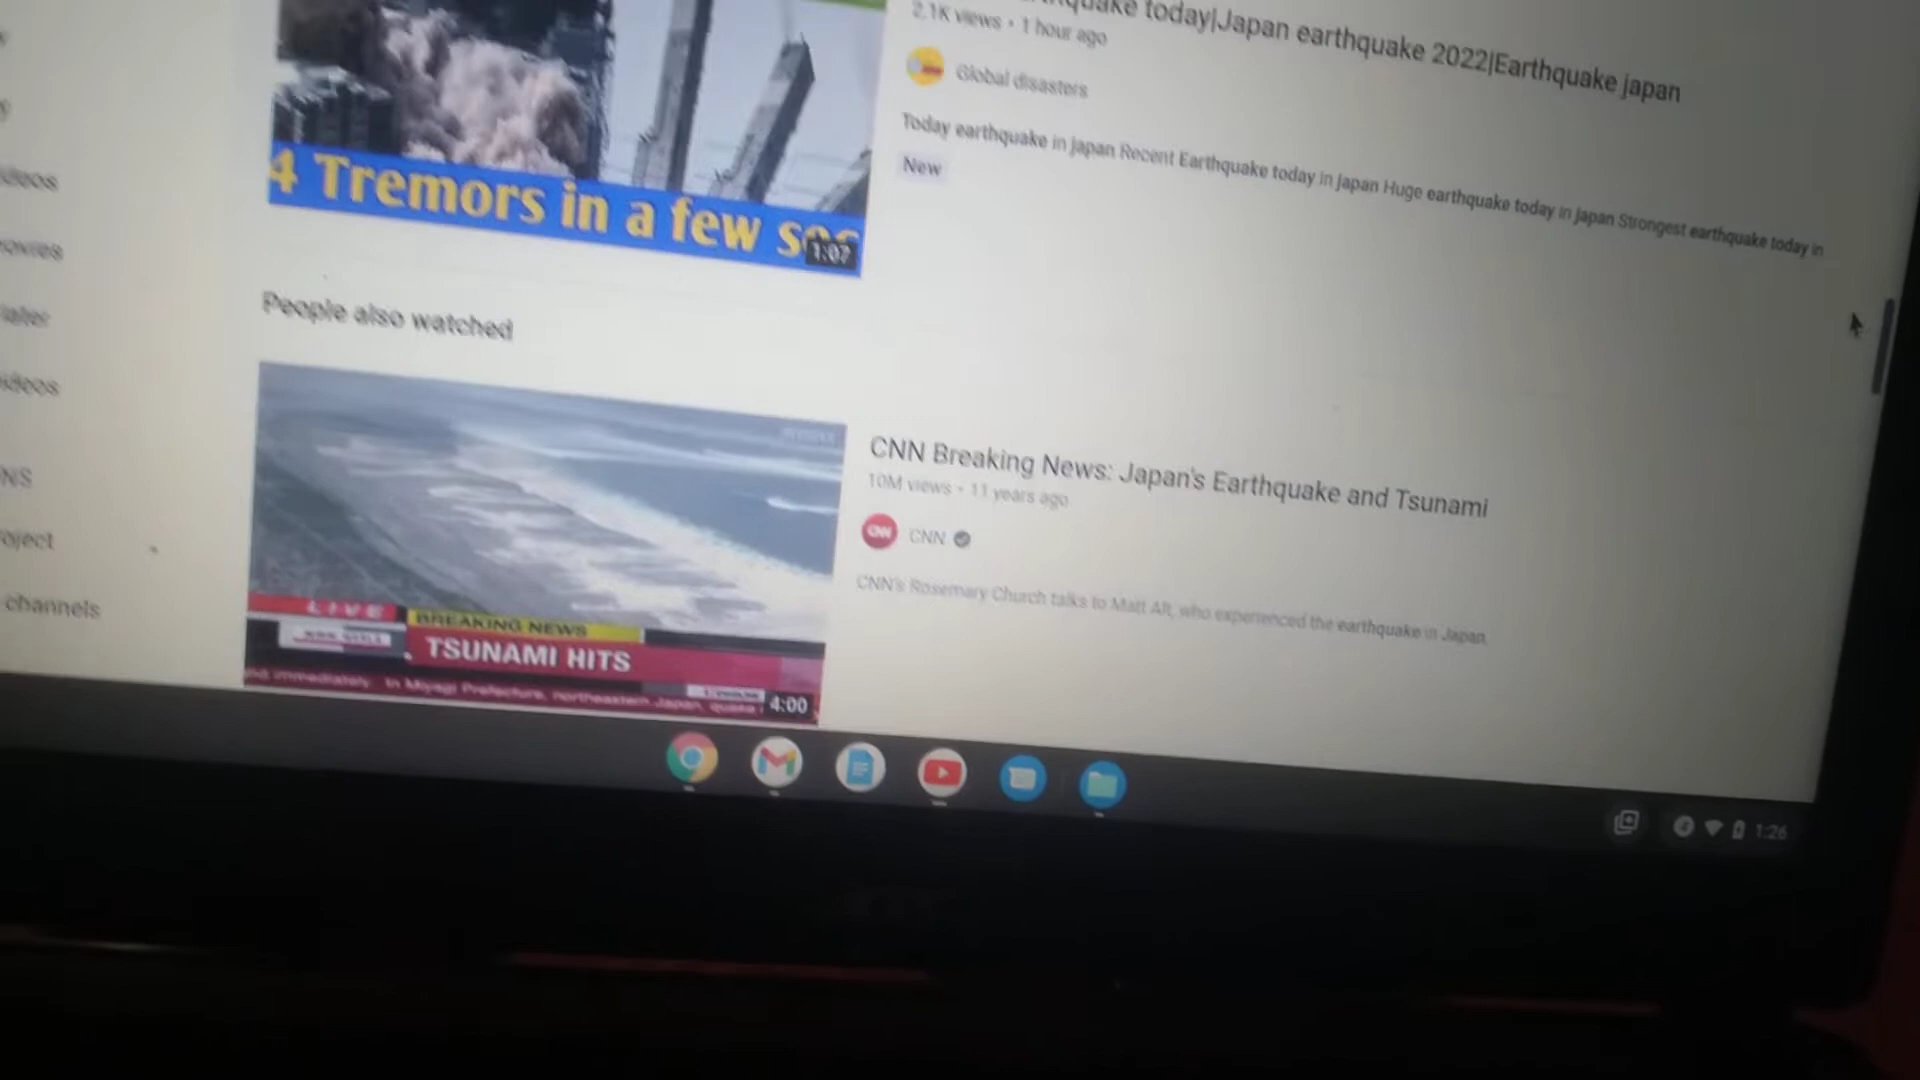 today|Japan earthquake 2022|Earthquake japan
2.1K views • 1 hour ago
Global disasters
Today earthquake in japan Recent Earthquake today in japan Huge earthquake today in japan Strongest earthquake today in
New
4 Tremors in a few
1:07
People also watched
CNN Breaking News: Japan's Earthquake and Tsunami
10M views • 11 years ago
CNN
CNN
CNN's Rosemary Church talks to Matt Alt, who experienced the earthquake in Japan.
LIVE
BREAKING NEWS
TSUNAMI HITS
immediately. In Miyagi Prefecture, northeastern Japan, quake
4:00
channels
4
1:26